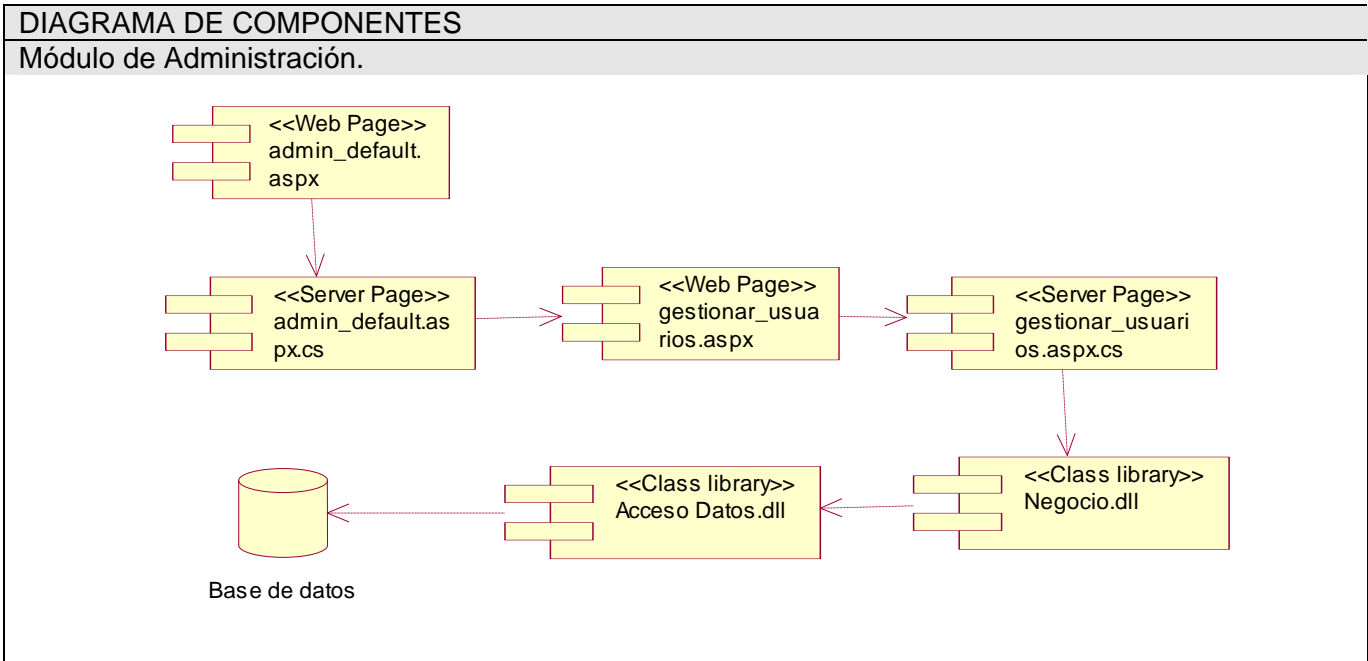 DIAGRAMA DE COMPONENTES
Módulo de Administración.
<<Web Page>>
admin_default.
aspx
<<Server Page>>
admin_default.as
px.cs
<<Web Page>>
gestionar_usua
rios.aspx
<<Server Page>>
gestionar_usuari
os.aspx.cs
<<Class library>>
Negocio.dll
<<Class library>>
Acceso Datos.dll
Base de datos